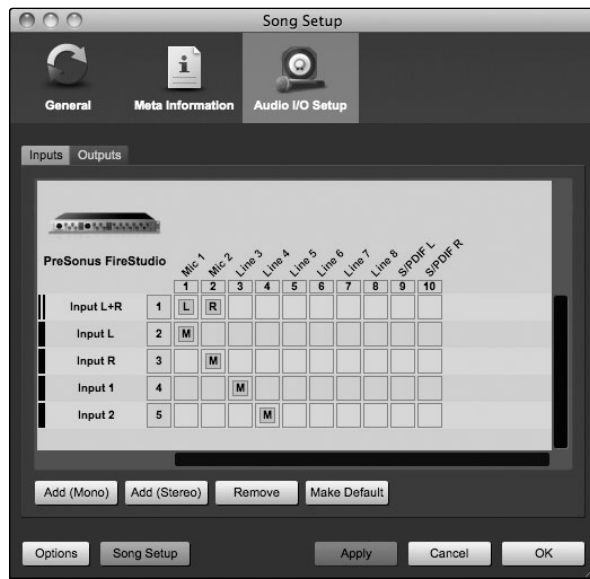 Song Setup
General Meta Information Audio I/O Setup
Inputs Outputs
PreSonus FireStudio Mic 1 Mic 2 Line 3 Line 4 Line 5 Line 6 Line 7 Line 8 S/PDIF L S/PDIF R
1 2 3 4 5 6 7 8 9 10
Input L+R 1 L R
Input L 2 M
Input R 3 M
Input 1 4 M
Input 2 5 M
Add (Mono) Add (Stereo) Remove Make Default
Options Song Setup Apply Cancel OK